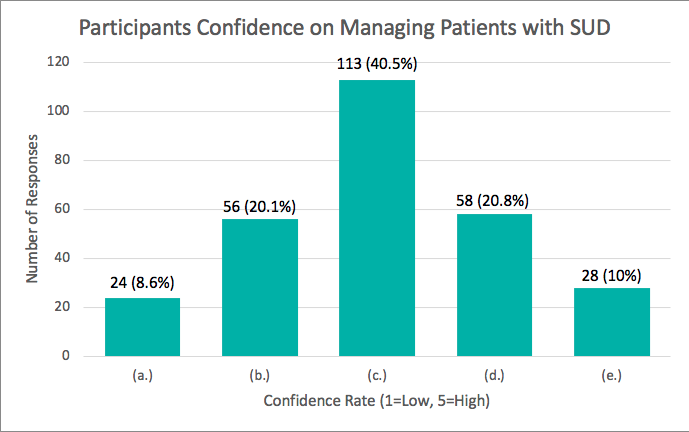 Participants Confidence on Managing Patients with SUD
120
100
80
60
40
20
0
Number of Responses
24 (8.6%)
56 (20.1%)
113 (40.5%)
58 (20.8%)
28 (10%)
(a.)
(b.)
(c.)
(d.)
(e.)
Confidence Rate (1=Low, 5=High)